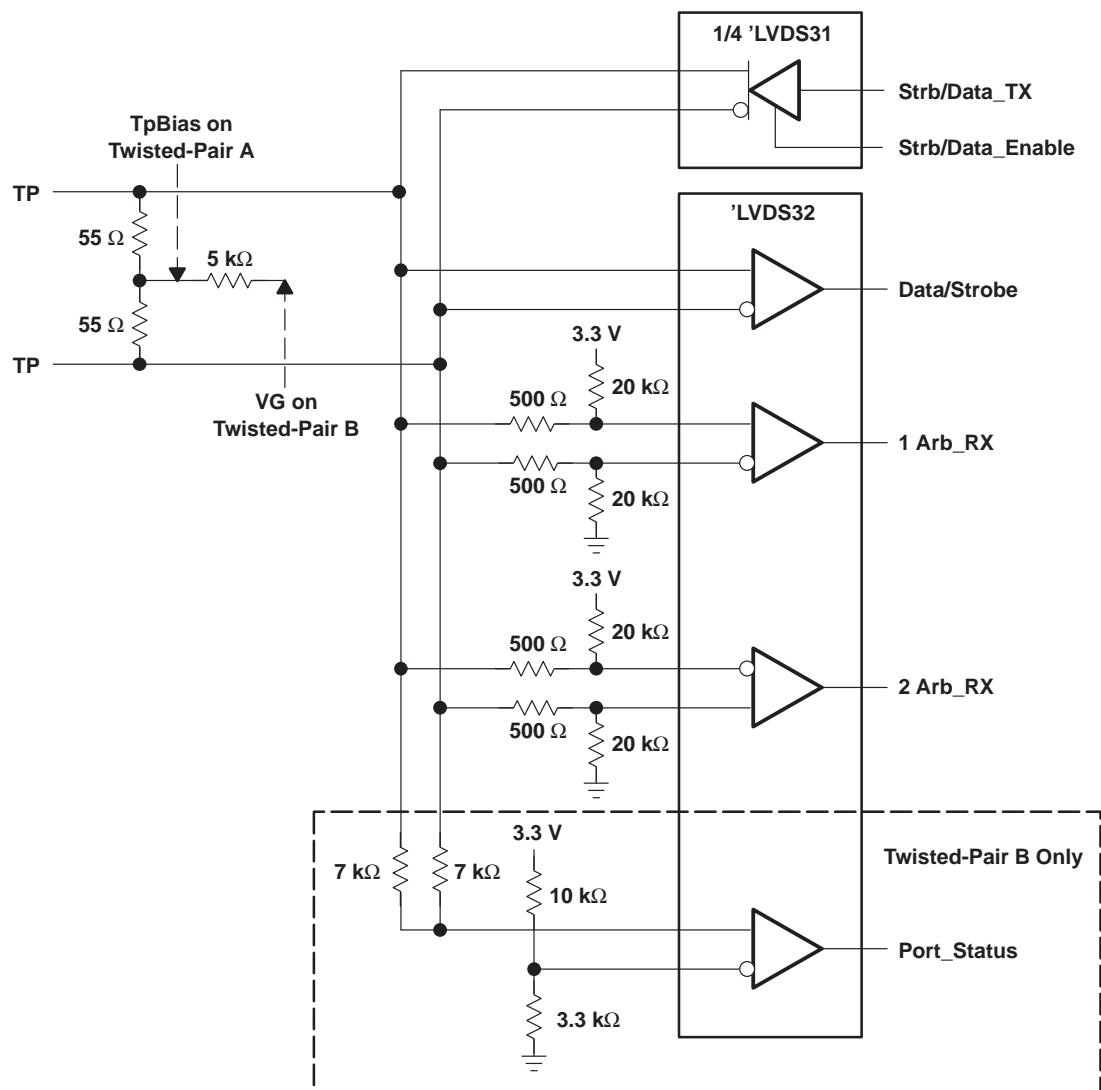 1/4 'LVDS31
Strb/Data_TX
Strb/Data_Enable
TpBias on
Twisted-Pair A
TP
55 Ω
5 kΩ
55 Ω
TP
VG on
Twisted-Pair B
’LVDS32
Data/Strobe
3.3 V
20 kΩ
500 Ω
1 Arb_RX
500 Ω
20 kΩ
3.3 V
20 kΩ
500 Ω
2 Arb_RX
500 Ω
20 kΩ
Twisted-Pair B Only
3.3 V
7 kΩ
7 kΩ
10 kΩ
Port_Status
3.3 kΩ